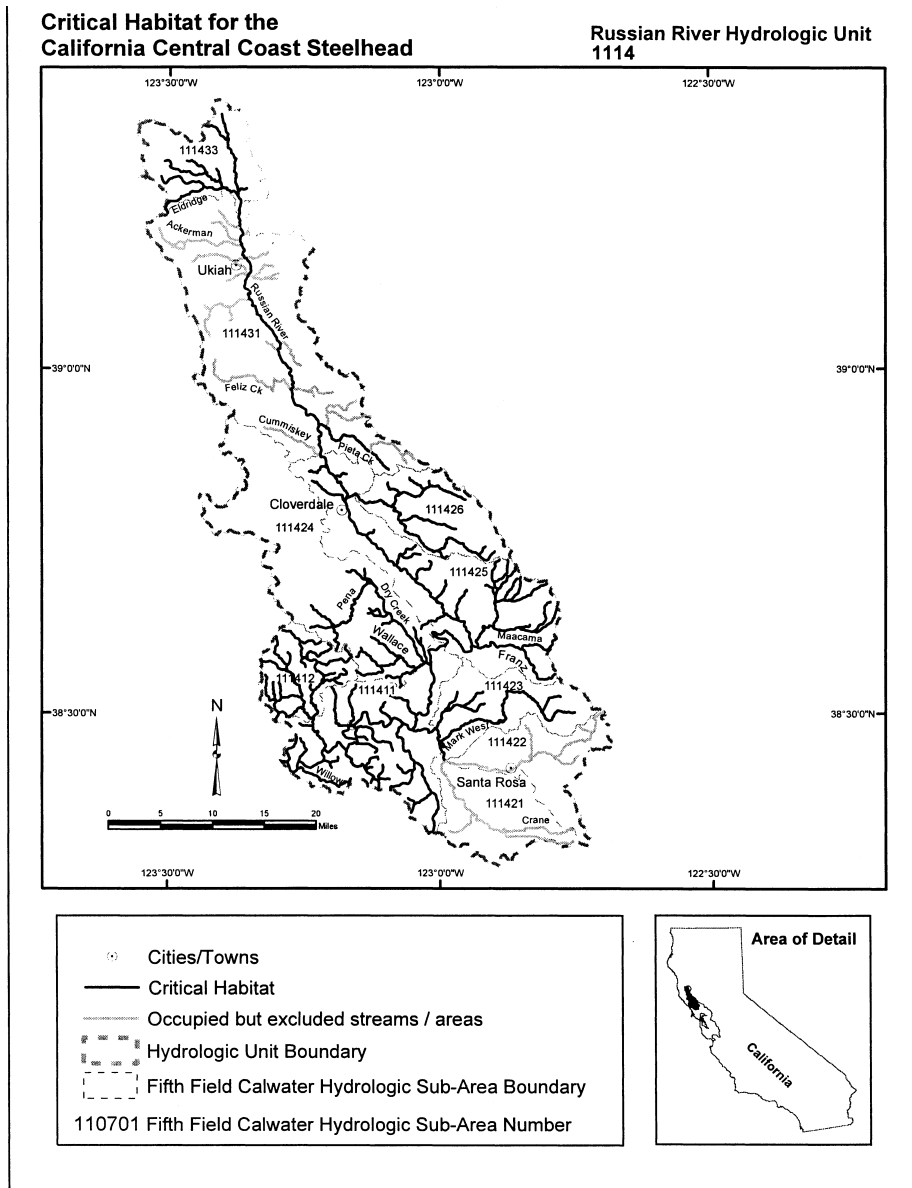 Critical Habitat for the
California Central Coast Steelhead
Russian River Hydrologic Unit
1114
123°30'0"W
123°0'0"W
122°30'0"W
111433
Eldridge
Ackerman
Ukiah
Russian River
111431
39°0'0"N
39°0'0"N
Feliz Ck
Cummiskey
Pieta Ck
Cloverdale
111426
111424
111425
Pena
Dry Creek
Wallace
Maacama
Franz
111412
111411
111423
N
38°30'0"N
38°30'0"N
Mark Wes
111422
Willow
Santa Rosa
111421
Crane
0 5 10 15 20
Miles
123°30'0"W
123°0'0"W
122°30'0"W
Cities/Towns
Critical Habitat
Occupied but excluded streams / areas
Hydrologic Unit Boundary
Fifth Field Calwater Hydrologic Sub-Area Boundary
110701 Fifth Field Calwater Hydrologic Sub-Area Number
Area of Detail
California